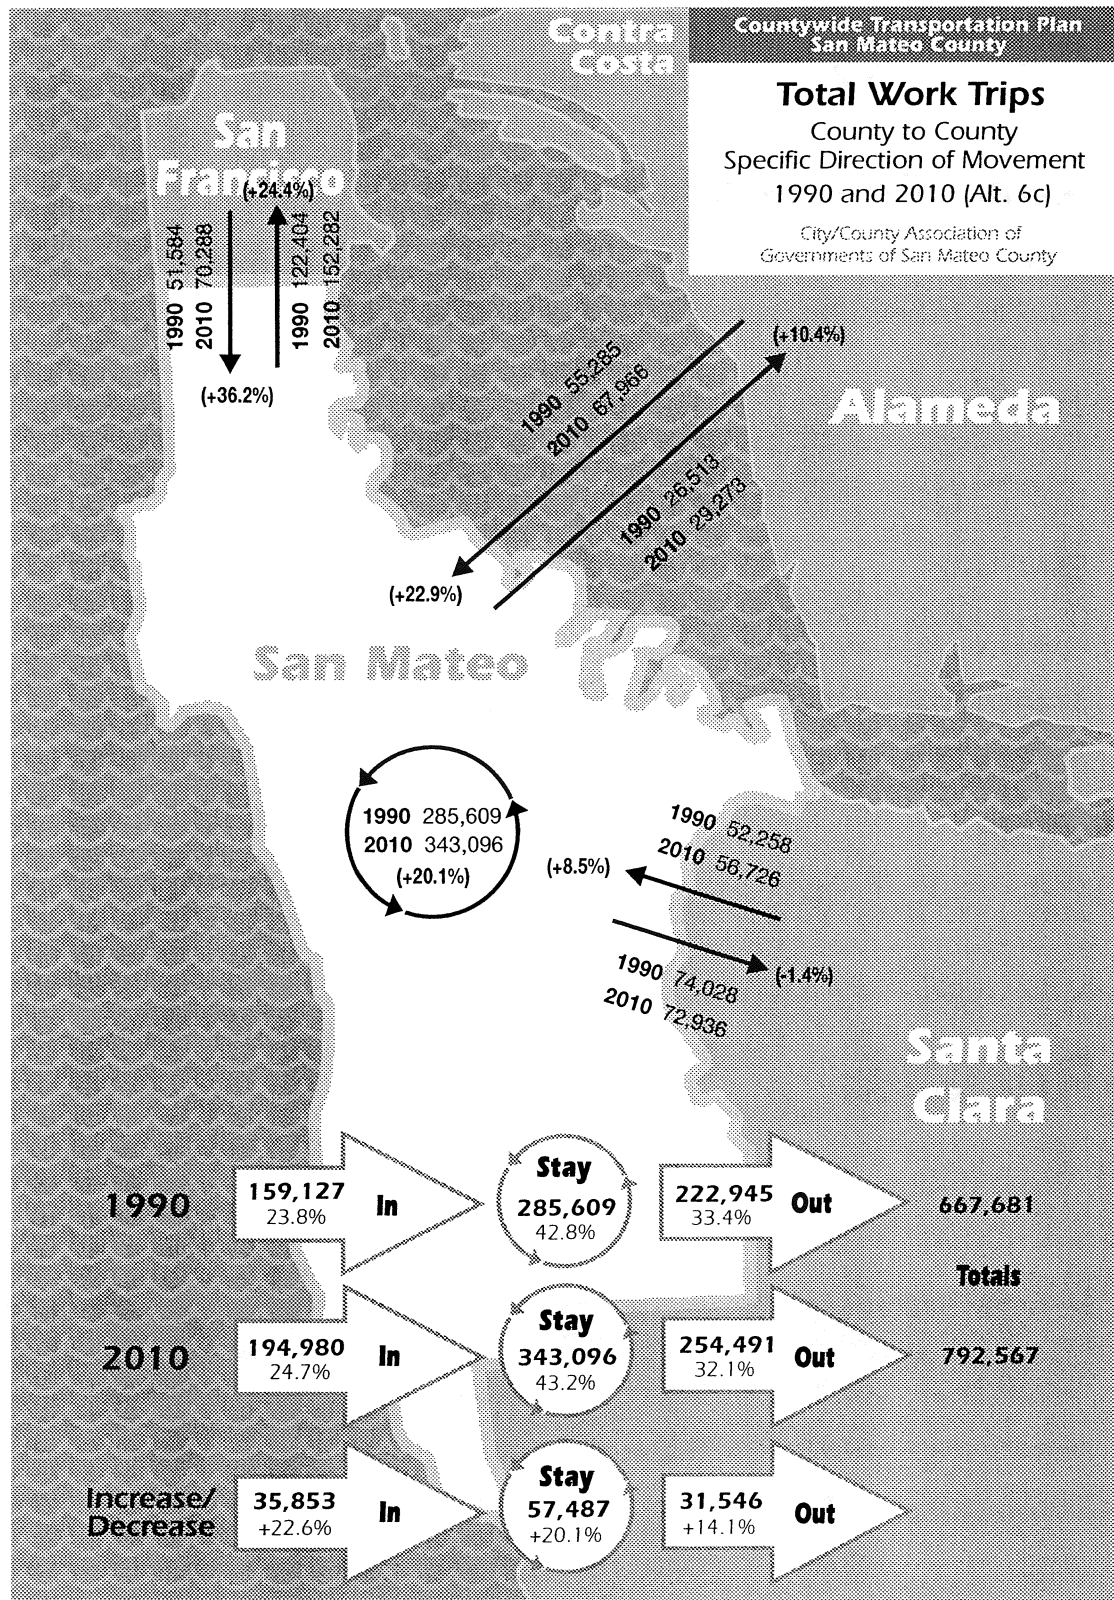 Contra
Costa
Countywide Transportation Plan
San Mateo County
Total Work Trips
County to County
Specific Direction of Movement
1990 and 2010 (Alt. 6c)
City/County Association of
Governments of San Mateo County
San
Francisco
(+24.4%)
1990 51,584
2010 70,288
1990 122,404
2010 152,282
(+36.2%)
(+10.4%)
1990 55,285
2010 67,966
Alameda
1990 26,513
2010 29,273
(+22.9%)
San Mateo
1990 285,609
2010 343,096
(+20.1%)
1990 52,258
2010 56,726
(+8.5%)
(-1.4%)
1990 74,028
2010 72,936
Santa
Clara
1990
159,127
23.8%
In
Stay
285,609
42.8%
222,945
33.4%
Out
667,681
Totals
2010
194,980
24.7%
In
Stay
343,096
43.2%
254,491
32.1%
Out
792,567
Increase/
Decrease
35,853
+22.6%
In
Stay
57,487
+20.1%
31,546
+14.1%
Out